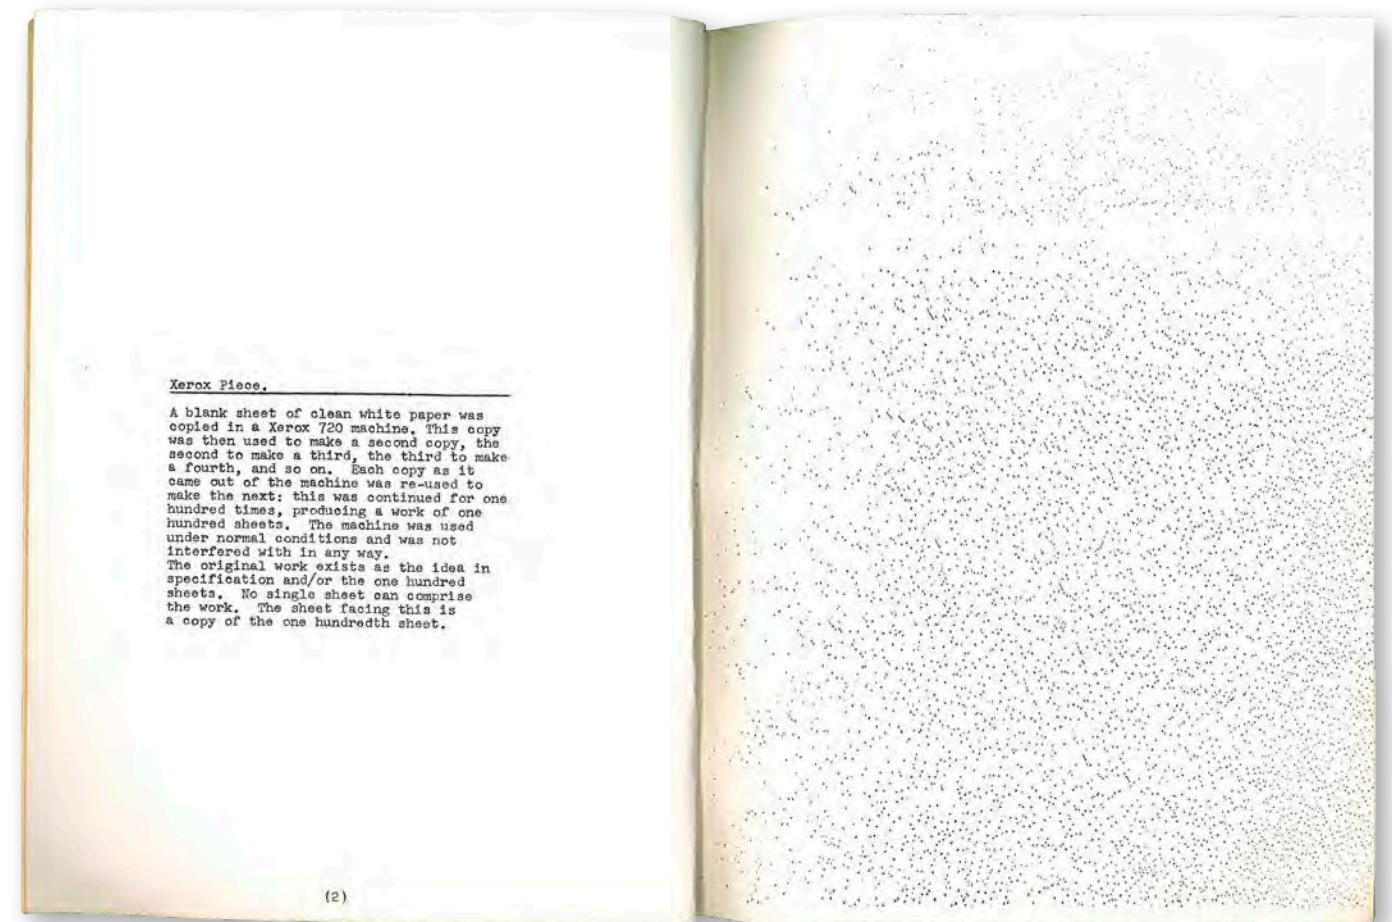 Xerox Piece.
A blank sheet of clean white paper was
copied in a Xerox 720 machine. This copy
was then used to make a second copy, the
second to make a third, the third to make
a fourth, and so on. Each copy as it
came out of the machine was re-used to
make the next: this was continued for one
hundred times, producing a work of one
hundred sheets. The machine was used
under normal conditions and was not
interfered with in any way.
The original work exists as the idea in
specification and/or the one hundred
sheets. No single sheet can comprise
the work. The sheet facing this is
a copy of the one hundredth sheet.
(2)